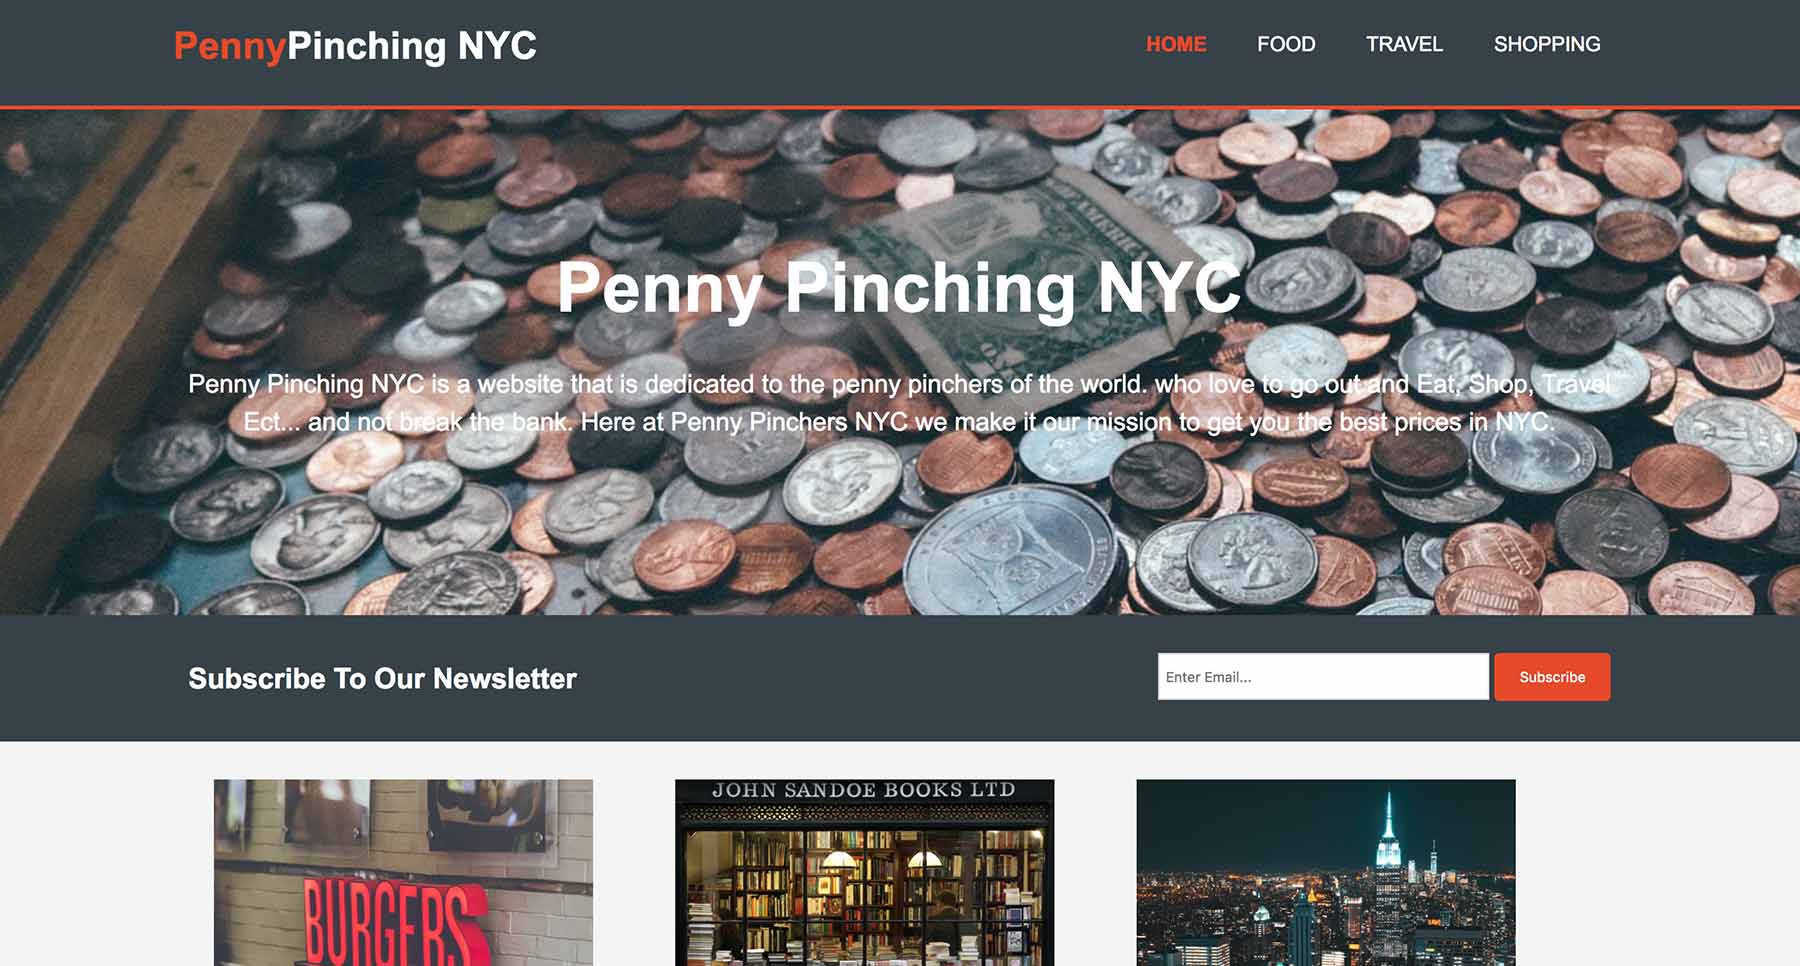 PennyPinching NYC
HOME FOOD TRAVEL SHOPPING
Penny Pinching NYC
Penny Pinching NYC is a website that is dedicated to the penny pinchers of the world. who love to go out and Eat, Shop, Travel
Ect... and not break the bank. Here at Penny Pinchers NYC we make it our mission to get you the best prices in NYC.
Subscribe To Our Newsletter
Enter Email...
Subscribe
BURGERS
JOHN SANDOE BOOKS LTD